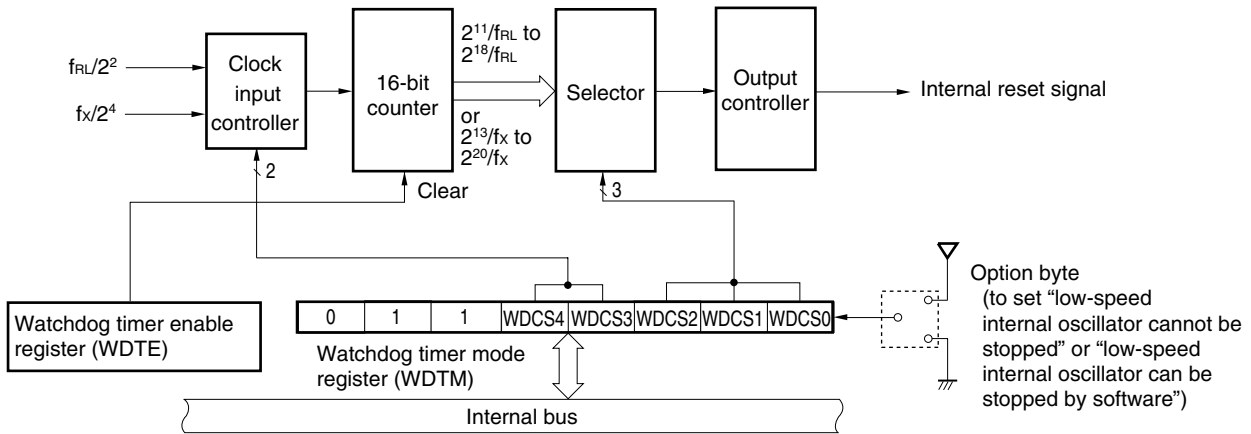 fRL/2²
fX/2⁴
Clock
input
controller
2
16-bit
counter
Clear
2¹¹/fRL to
2¹⁸/fRL
or
2¹³/fX to
2²⁰/fX
Selector
3
Output
controller
Internal reset signal
Watchdog timer enable
register (WDTE)
0 1 1 WDCS4 WDCS3 WDCS2 WDCS1 WDCS0
Watchdog timer mode
register (WDTM)
Internal bus
Option byte
(to set “low-speed
internal oscillator cannot be
stopped” or “low-speed
internal oscillator can be
stopped by software”)